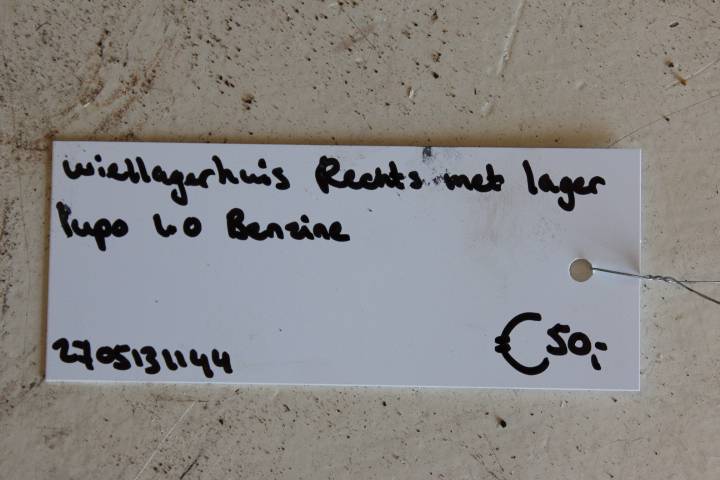 wiellagerhuis Rechts met lager
lupo 1.0 Benzine
2705131144
€50,-